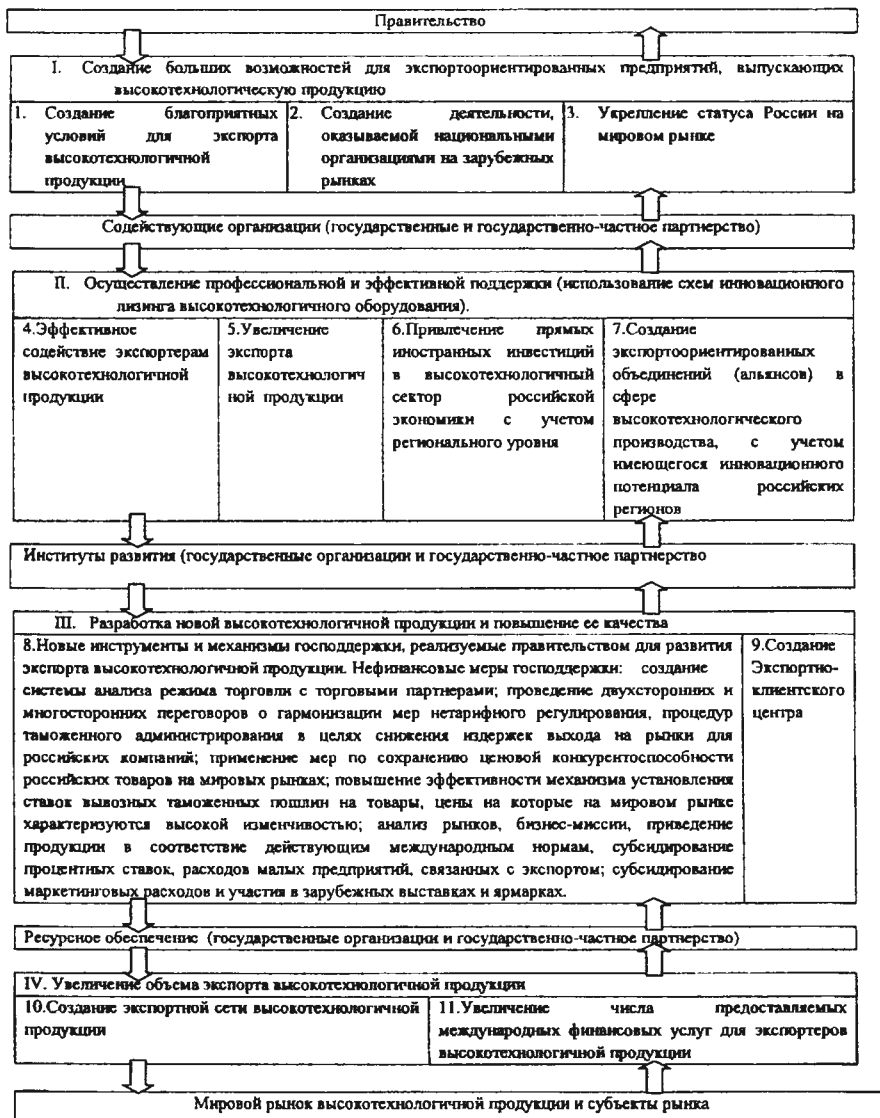 Правительство
I. Создание больших возможностей для экспортоориентированных предприятий, выпускающих
высокотехнологическую продукцию
1. Создание благоприятных
условий для экспорта
высокотехнологичной
продукции
2. Создание деятельности,
оказываемой национальными
организациями на зарубежных
рынках
3. Укрепление статуса России на
мировом рынке
Содействующие организации (государственные и государственно-частное партнерство)
II. Осуществление профессиональной и эффективной поддержки (использование схем инновационного
лизинга высокотехнологичного оборудования).
4.Эффективное
содействие экспортерам
высокотехнологичной
продукции
5.Увеличение
экспорта
высокотехнологич
ной продукции
6.Привлечение прямых
иностранных инвестиций
в высокотехнологичный
сектор российской
экономики с учетом
регионального уровня
7.Создание
экспортоориентированных
объединений (альянсов) в
сфере
высокотехнологического
производства, с учетом
имеющегося инновационного
потенциала российских
регионов
Институты развития (государственные организации и государственно-частное партнерство
III. Разработка новой высокотехнологичной продукции и повышение ее качества
8.Новые инструменты и механизмы господдержки, реализуемые правительством для развития
экспорта высокотехнологичной продукции. Нефинансовые меры господдержки: создание
системы анализа режима торговли с торговыми партнерами; проведение двухсторонних и
многосторонних переговоров о гармонизации мер нетарифного регулирования, процедур
таможенного администрирования в целях снижения издержек выхода на рынки для
российских компаний; применение мер по сохранению ценовой конкурентоспособности
российских товаров на мировых рынках; повышение эффективности механизма установления
ставок вывозных таможенных пошлин на товары, цены на которые на мировом рынке
характеризуются высокой изменчивостью; анализ рынков, бизнес-миссии, приведение
продукции в соответствие действующим международным нормам, субсидирование
процентных ставок, расходов малых предприятий, связанных с экспортом; субсидирование
маркетинговых расходов и участия в зарубежных выставках и ярмарках.
9.Создание
Экспортно-
клиентского
центра
Ресурсное обеспечение (государственные организации и государственно-частное партнерство)
IV. Увеличение объема экспорта высокотехнологичной продукции
10.Создание экспортной сети высокотехнологичной
продукции
11.Увеличение числа предоставляемых
международных финансовых услуг для экспортеров
высокотехнологичной продукции
Мировой рынок высокотехнологичной продукции и субъекты рынка